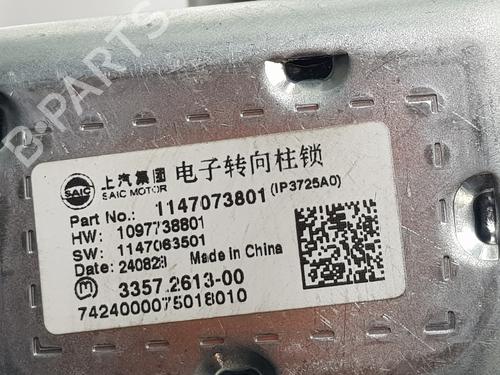 B-PARTS
SAIC 上汽集团 电子转向柱锁
SAIC MOTOR
Part No.: 1147073801 (IP3725A0)
HW: 1097738801
SW: 1147063501
Date: 240823 Made in China
M 3357.2613-00
7424000075018010